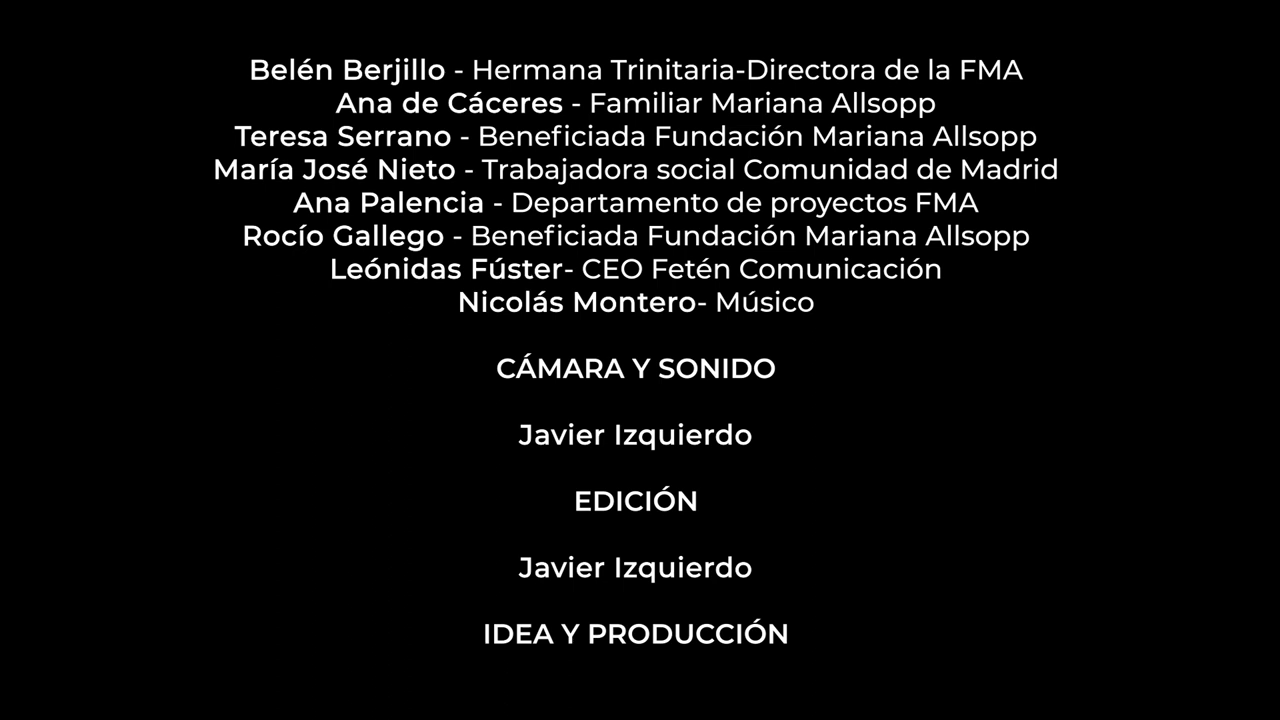 Belén Berjillo - Hermana Trinitaria-Directora de la FMA
Ana de Cáceres - Familiar Mariana Allsopp
Teresa Serrano - Beneficiada Fundación Mariana Allsopp
María José Nieto - Trabajadora social Comunidad de Madrid
Ana Palencia - Departamento de proyectos FMA
Rocío Gallego - Beneficiada Fundación Mariana Allsopp
Leónidas Fúster- CEO Fetén Comunicación
Nicolás Montero- Músico
CÁMARA Y SONIDO
Javier Izquierdo
EDICIÓN
Javier Izquierdo
IDEA Y PRODUCCIÓN